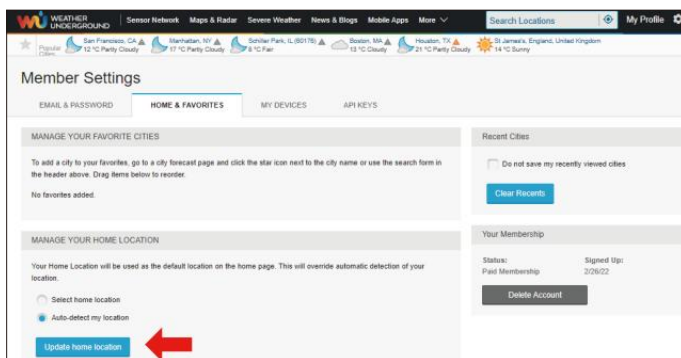 WEATHER UNDERGROUND
Sensor Network Maps & Radar Severe Weather News & Blogs Mobile Apps More Search Locations My Profile
Popular Cities
San Francisco, CA 12 °C Partly Cloudy
Manhattan, NY 17 °C Partly Cloudy
Schiller Park, IL (60176) 8 °C Fair
Boston, MA 13 °C Cloudy
Houston, TX 21 °C Partly Cloudy
St James's, England, United Kingdom 14 °C Sunny
Member Settings
EMAIL & PASSWORD HOME & FAVORITES MY DEVICES API KEYS
MANAGE YOUR FAVORITE CITIES
To add a city to your favorites, go to a city forecast page and click the star icon next to the city name or use the search form in
the header above. Drag items below to reorder.
No favorites added.
MANAGE YOUR HOME LOCATION
Your Home Location will be used as the default location on the home page. This will override automatic detection of your
location.
Select home location
Auto-detect my location
Update home location
Recent Cities
Do not save my recently viewed cities
Clear Recents
Your Membership
Status: Signed Up:
Paid Membership 2/26/22
Delete Account